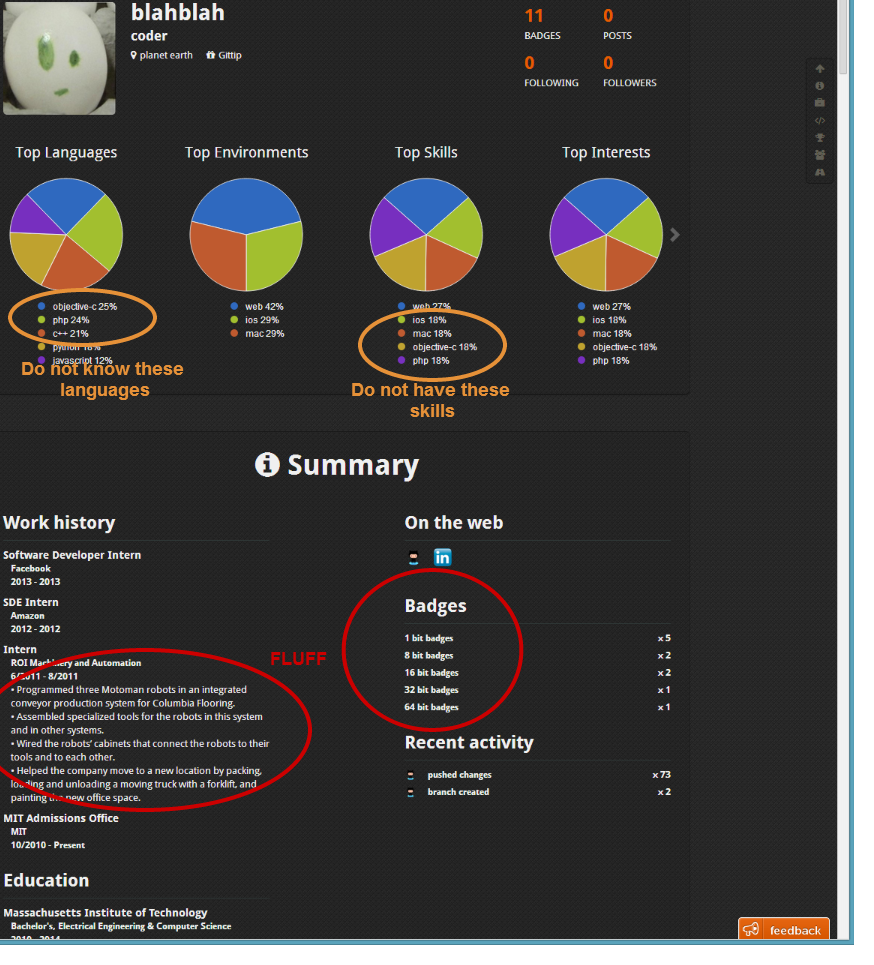 blahblah
coder
planet earth Gittip
11 0
BADGES POSTS
0 0
FOLLOWING FOLLOWERS
Top Languages Top Environments Top Skills Top Interests
objective-c 25% web 42% web 27% web 27%
php 24% ios 29% ios 18% ios 18%
c++ 21% mac 29% mac 18% mac 18%
python 18% objective-c 18% objective-c 18%
javascript 12% php 18% php 18%
Do not know these
languages
Do not have these
skills
Summary
Work history
Software Developer Intern
Facebook
2013 - 2013
SDE Intern
Amazon
2012 - 2012
Intern
ROI Machinery and Automation
6/2011 - 8/2011
• Programmed three Motoman robots in an integrated
conveyor production system for Columbia Flooring.
• Assembled specialized tools for the robots in this system
and in other systems.
• Wired the robots' cabinets that connect the robots to their
tools and to each other.
• Helped the company move to a new location by packing,
loading and unloading a moving truck with a forklift, and
painting the new office space.
MIT Admissions Office
MIT
10/2010 - Present
Education
Massachusetts Institute of Technology
Bachelor's, Electrical Engineering & Computer Science
2010 - 2014
FLUFF
On the web
in
Badges
1 bit badges x 5
8 bit badges x 2
16 bit badges x 2
32 bit badges x 1
64 bit badges x 1
Recent activity
pushed changes x 73
branch created x 2
feedback